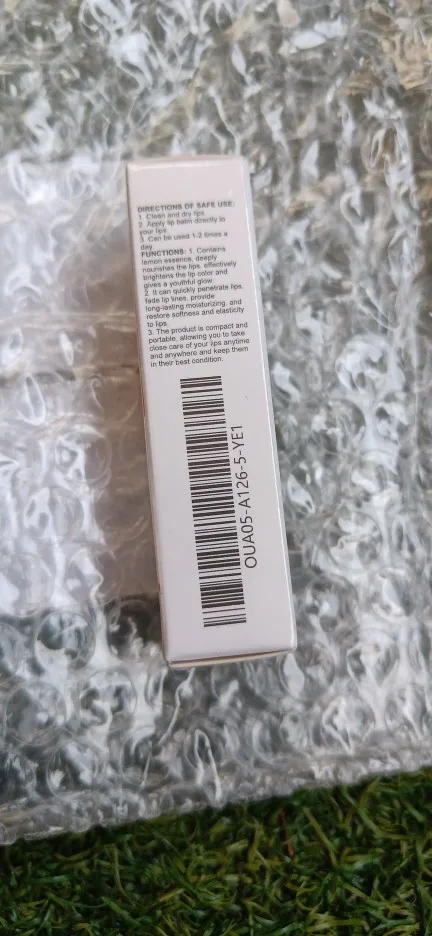 DIRECTIONS OF SAFE USE:
1. Clean and dry lips.
2. Apply lip balm directly to
your lips.
3. Can be used 1-2 times a
day
FUNCTIONS: 1. Contains
lemon essence, deeply
nourishes the lips, effectively
brightens the lip color and
gives a youthful glow
2. It can quickly penetrate lips,
fade lip lines, provide
long-lasting moisturizing, and
restore softness and elasticity
to lips.
3. The product is compact and
portable, allowing you to take
close care of your lips anytime
and anywhere and keep them
in their best condition.
OUA05-A126-5-YE1